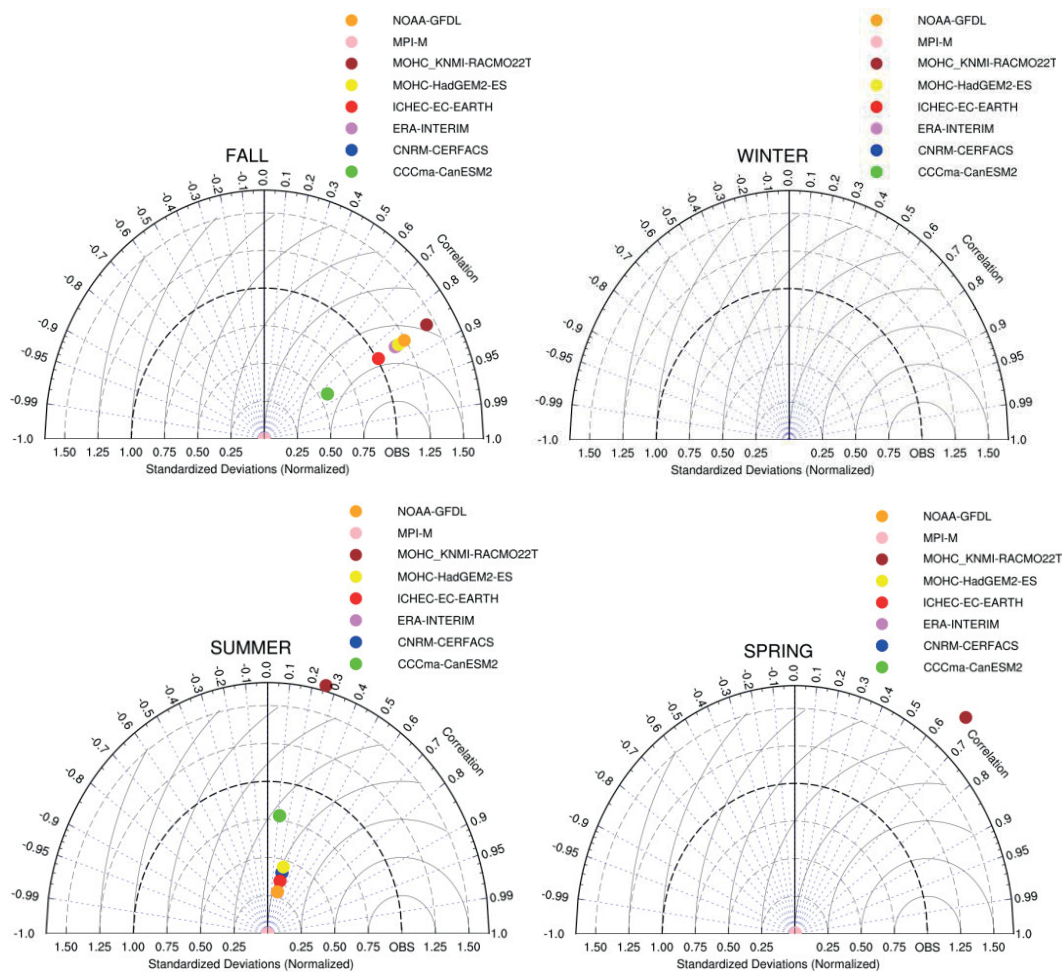 NOAA-GFDL
MPI-M
MOHC_KNMI-RACMO22T
MOHC-HadGEM2-ES
ICHEC-EC-EARTH
ERA-INTERIM
CNRM-CERFACS
CCCma-CanESM2
FALL
-1.0 -0.99 -0.95 -0.9 -0.8 -0.7 -0.6 -0.5 -0.4 -0.3 -0.2 -0.1 0.0 0.1 0.2 0.3 0.4 0.5 0.6 0.7 0.8 0.9 0.95 0.99 1.0
Correlation
1.50 1.25 1.00 0.75 0.50 0.25 0.25 0.50 0.75 OBS 1.25 1.50
Standardized Deviations (Normalized)
NOAA-GFDL
MPI-M
MOHC_KNMI-RACMO22T
MOHC-HadGEM2-ES
ICHEC-EC-EARTH
ERA-INTERIM
CNRM-CERFACS
CCCma-CanESM2
WINTER
-1.0 -0.99 -0.95 -0.9 -0.8 -0.7 -0.6 -0.5 -0.4 -0.3 -0.2 -0.1 0.0 0.1 0.2 0.3 0.4 0.5 0.6 0.7 0.8 0.9 0.95 0.99 1.0
Correlation
1.50 1.25 1.00 0.75 0.50 0.25 0.25 0.50 0.75 OBS 1.25 1.50
Standardized Deviations (Normalized)
NOAA-GFDL
MPI-M
MOHC_KNMI-RACMO22T
MOHC-HadGEM2-ES
ICHEC-EC-EARTH
ERA-INTERIM
CNRM-CERFACS
CCCma-CanESM2
SUMMER
-1.0 -0.99 -0.95 -0.9 -0.8 -0.7 -0.6 -0.5 -0.4 -0.3 -0.2 -0.1 0.0 0.1 0.2 0.3 0.4 0.5 0.6 0.7 0.8 0.9 0.95 0.99 1.0
Correlation
1.50 1.25 1.00 0.75 0.50 0.25 0.25 0.50 0.75 OBS 1.25 1.50
Standardized Deviations (Normalized)
NOAA-GFDL
MPI-M
MOHC_KNMI-RACMO22T
MOHC-HadGEM2-ES
ICHEC-EC-EARTH
ERA-INTERIM
CNRM-CERFACS
CCCma-CanESM2
SPRING
-1.0 -0.99 -0.95 -0.9 -0.8 -0.7 -0.6 -0.5 -0.4 -0.3 -0.2 -0.1 0.0 0.1 0.2 0.3 0.4 0.5 0.6 0.7 0.8 0.9 0.95 0.99 1.0
Correlation
1.50 1.25 1.00 0.75 0.50 0.25 0.25 0.50 0.75 OBS 1.25 1.50
Standardized Deviations (Normalized)